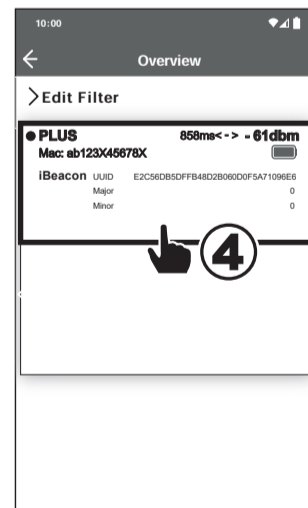 10:00
Overview
Edit Filter
PLUS 858ms<-> -61dbm
Mac: ab123X45678X
iBeacon UUID E2C56DB5DFFB48D2B060D0F5A71096E6
Major 0
Minor 0
4